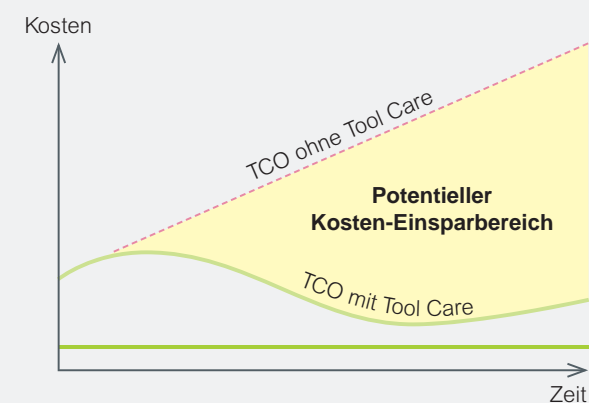 Kosten
TCO ohne Tool Care
Potentieller
Kosten-Einsparbereich
TCO mit Tool Care
Zeit